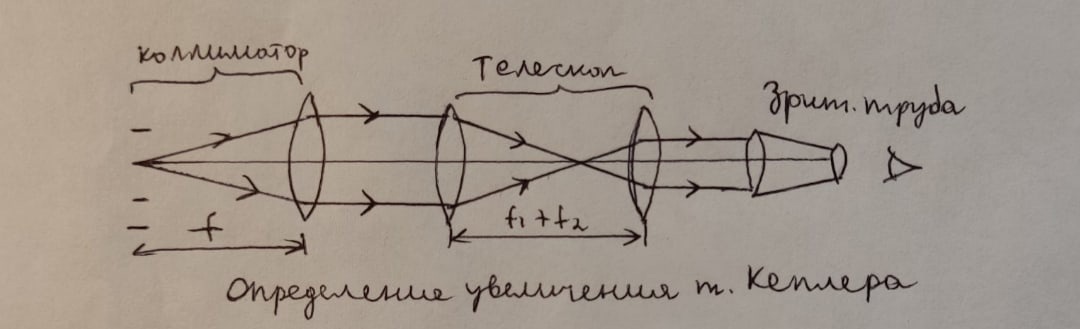 коллиматор
Телескоп
Зрит. труба
f
f₁+f₂
Определение увеличения т. Кеплера